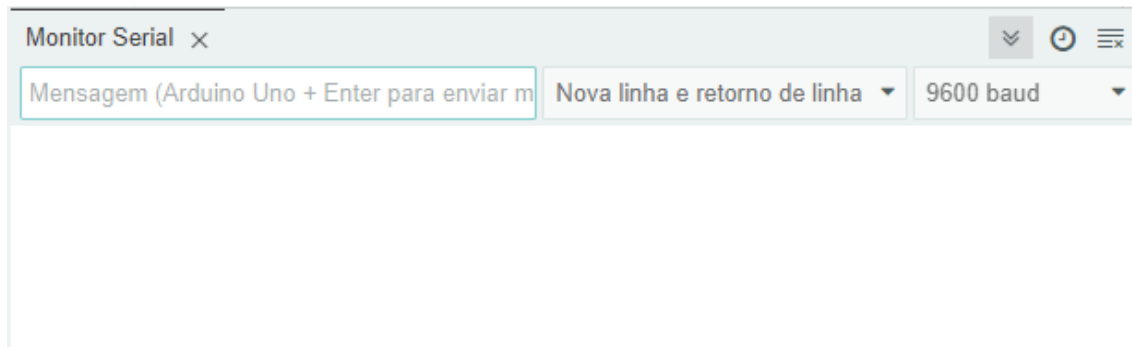 Monitor Serial
Mensagem (Arduino Uno + Enter para enviar m
Nova linha e retorno de linha
9600 baud